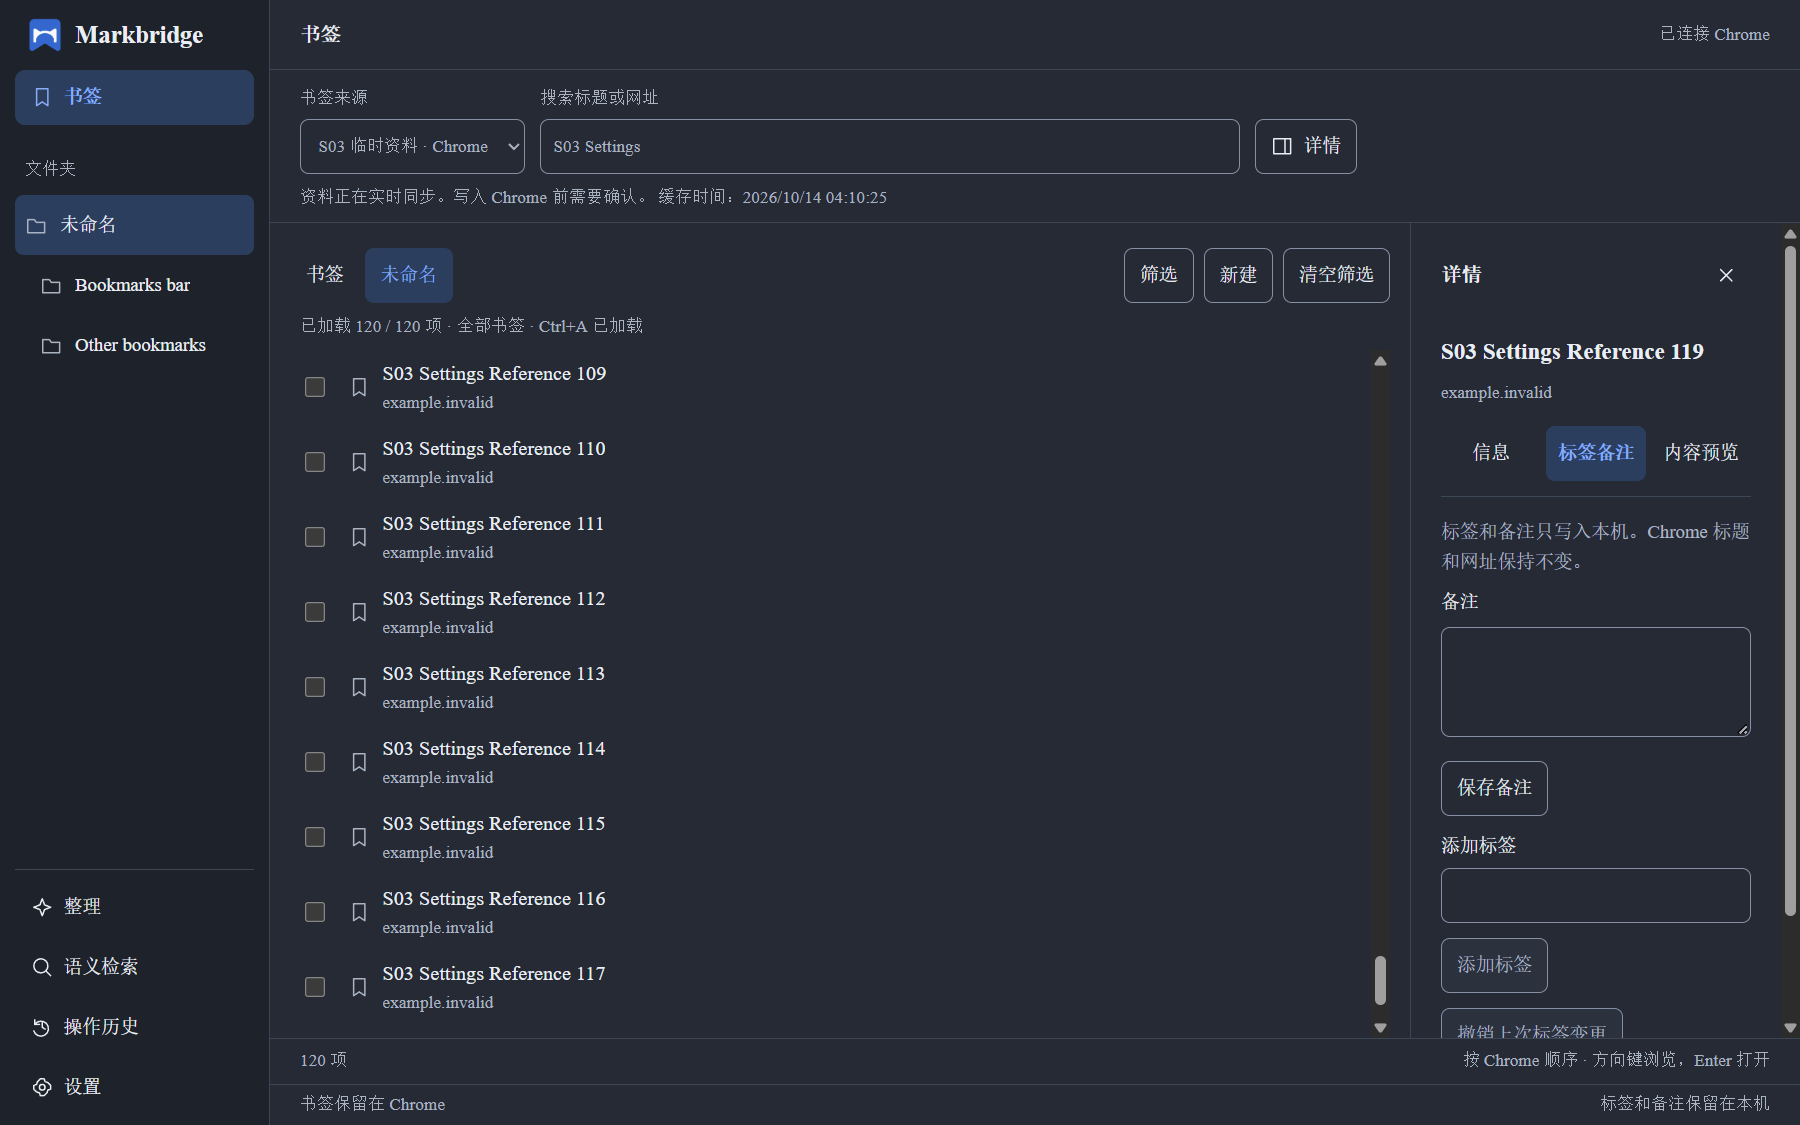 Markbridge
书签
文件夹
未命名
Bookmarks bar
Other bookmarks
整理
语义检索
操作历史
设置
书签
已连接 Chrome
书签来源
搜索标题或网址
S03 临时资料 · Chrome
S03 Settings
详情
资料正在实时同步。写入 Chrome 前需要确认。 缓存时间：2026/10/14 04:10:25
书签
未命名
筛选
新建
清空筛选
已加载 120 / 120 项 · 全部书签 · Ctrl+A 已加载
S03 Settings Reference 109
example.invalid
S03 Settings Reference 110
example.invalid
S03 Settings Reference 111
example.invalid
S03 Settings Reference 112
example.invalid
S03 Settings Reference 113
example.invalid
S03 Settings Reference 114
example.invalid
S03 Settings Reference 115
example.invalid
S03 Settings Reference 116
example.invalid
S03 Settings Reference 117
example.invalid
详情
S03 Settings Reference 119
example.invalid
信息
标签备注
内容预览
标签和备注只写入本机。Chrome 标题
和网址保持不变。
备注
保存备注
添加标签
添加标签
撤销上次标签变更
120 项
按 Chrome 顺序 · 方向键浏览，Enter 打开
书签保留在 Chrome
标签和备注保留在本机